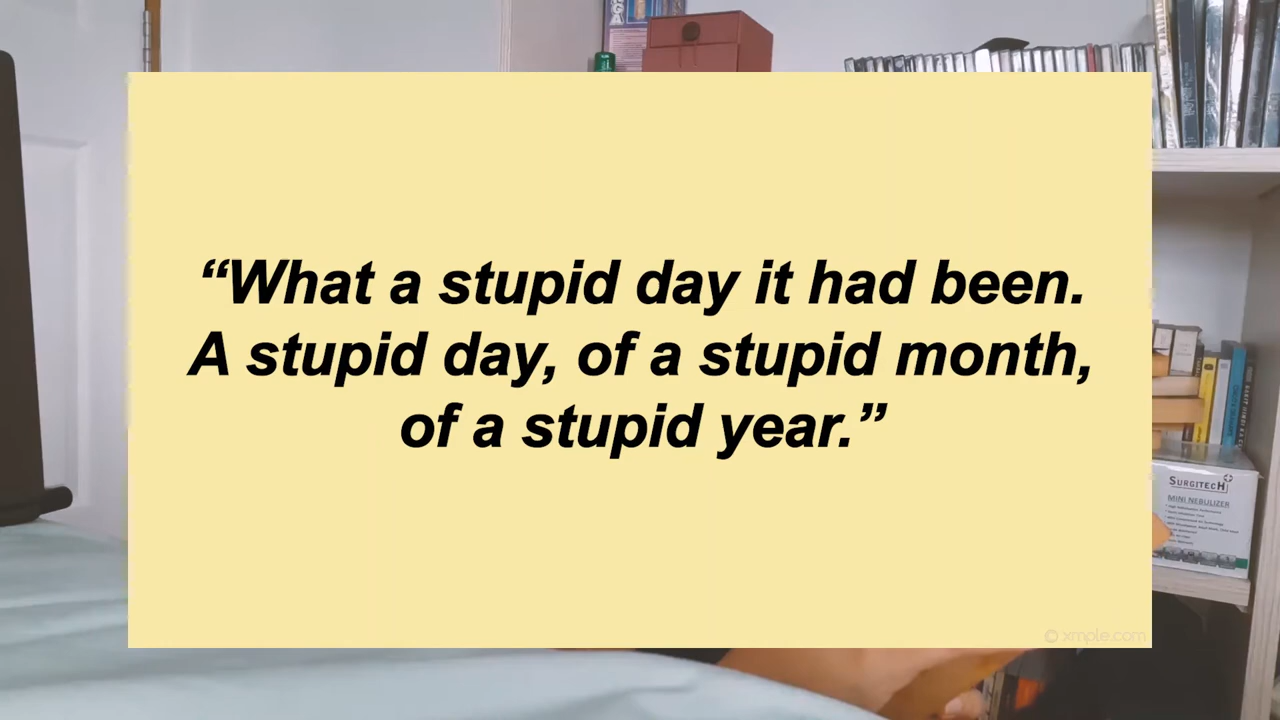 “What a stupid day it had been.
A stupid day, of a stupid month,
of a stupid year.”
SURGITECH
MINI NEBULIZER
© xmple.com